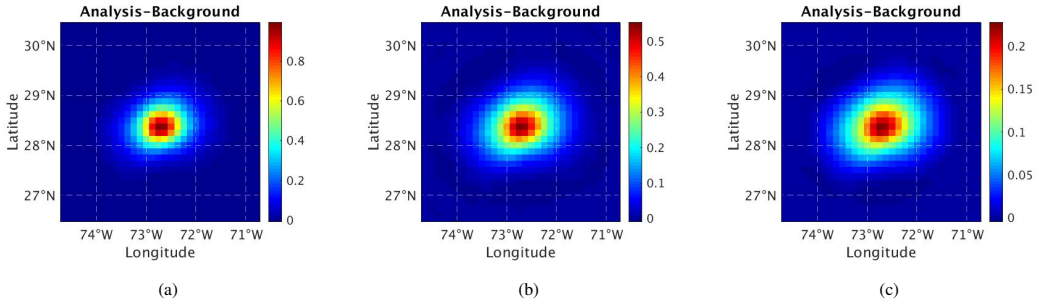 Analysis-Background
30°N
29°N
28°N
27°N
Latitude
74°W 73°W 72°W 71°W
Longitude
0.8
0.6
0.4
0.2
0
(a)
Analysis-Background
30°N
29°N
28°N
27°N
Latitude
74°W 73°W 72°W 71°W
Longitude
0.5
0.4
0.3
0.2
0.1
0
(b)
Analysis-Background
30°N
29°N
28°N
27°N
Latitude
74°W 73°W 72°W 71°W
Longitude
0.2
0.15
0.1
0.05
0
(c)